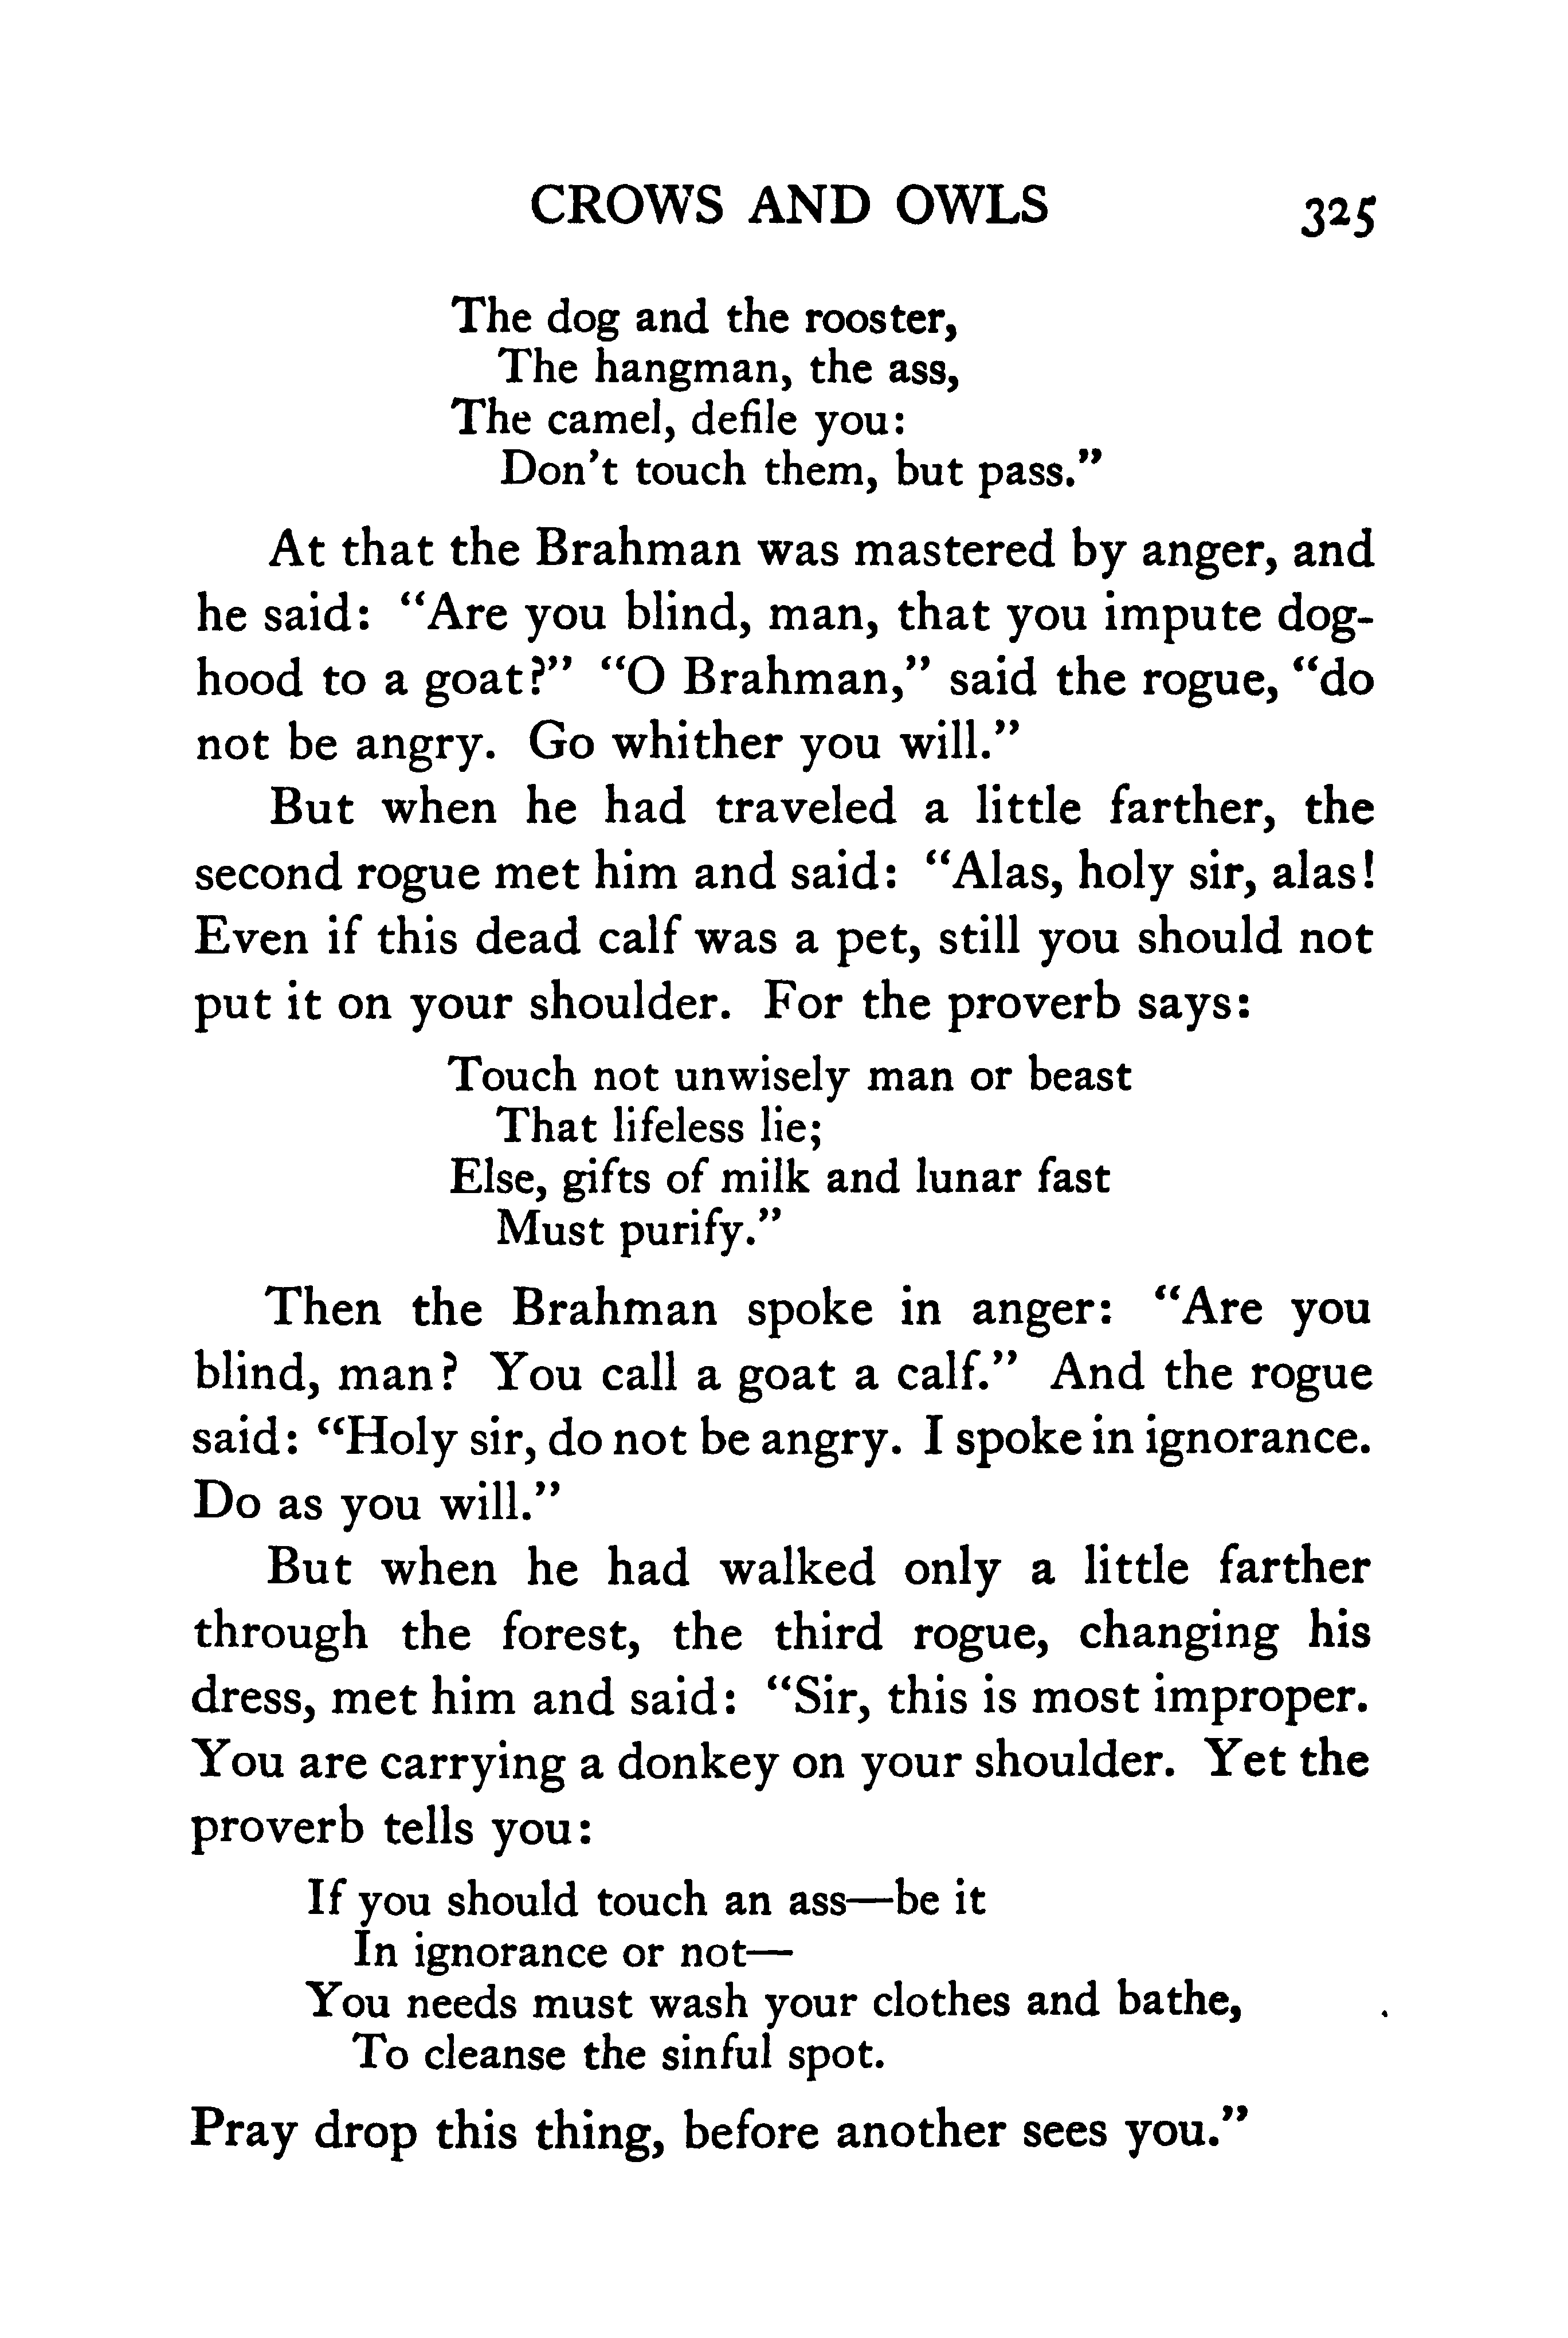 CROWS AND OWLS 325
The dog and the rooster,
The hangman, the ass,
The camel, defile you:
Don't touch them, but pass.”
At that the Brahman was mastered by anger, and
he said: “Are you blind, man, that you impute dog-
hood to a goat?” “O Brahman,” said the rogue, “do
not be angry. Go whither you will.”
But when he had traveled a little farther, the
second rogue met him and said: “Alas, holy sir, alas!
Even if this dead calf was a pet, still you should not
put it on your shoulder. For the proverb says:
Touch not unwisely man or beast
That lifeless lie;
Else, gifts of milk and lunar fast
Must purify.”
Then the Brahman spoke in anger: “Are you
blind, man? You call a goat a calf.” And the rogue
said: “Holy sir, do not be angry. I spoke in ignorance.
Do as you will.”
But when he had walked only a little farther
through the forest, the third rogue, changing his
dress, met him and said: “Sir, this is most improper.
You are carrying a donkey on your shoulder. Yet the
proverb tells you:
If you should touch an ass—be it
In ignorance or not—
You needs must wash your clothes and bathe,
To cleanse the sinful spot.
Pray drop this thing, before another sees you.”